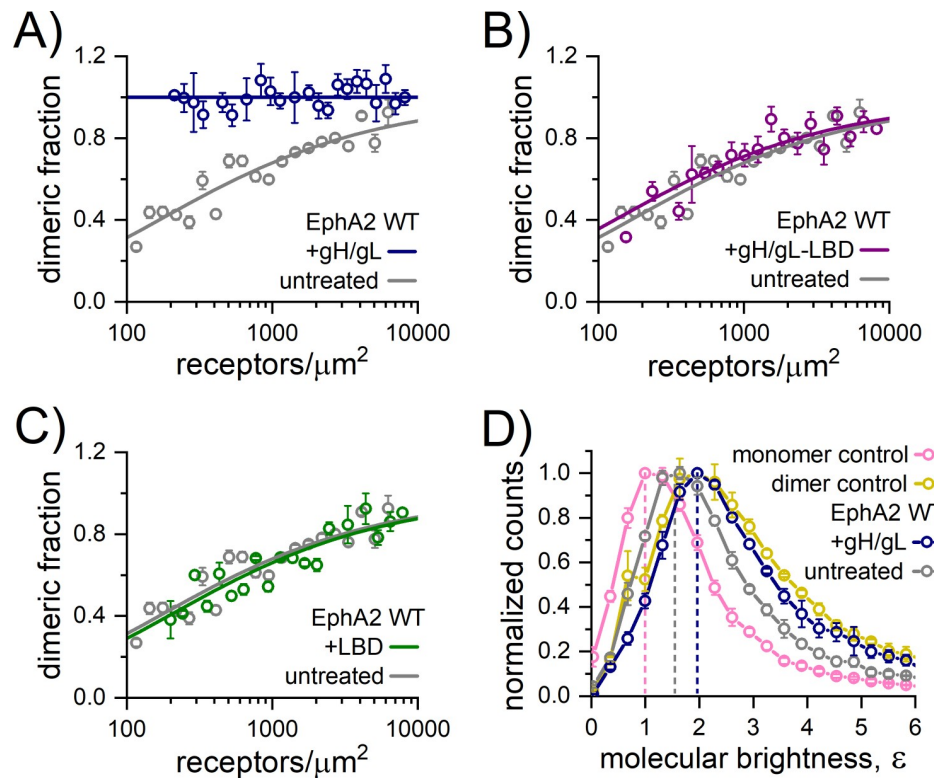 A)
1.2
0.8
0.4
0.0
dimeric fraction
EphA2 WT
+gH/gL
untreated
100
1000
10000
receptors/μm²
B)
1.2
0.8
0.4
0.0
dimeric fraction
EphA2 WT
+gH/gL-LBD
untreated
100
1000
10000
receptors/μm²
C)
1.2
0.8
0.4
0.0
dimeric fraction
EphA2 WT
+LBD
untreated
100
1000
10000
receptors/μm²
D)
1.0
0.8
0.6
0.4
0.2
0.0
normalized counts
monomer control
dimer control
EphA2 WT
+gH/gL
untreated
0
1
2
3
4
5
6
molecular brightness, ε